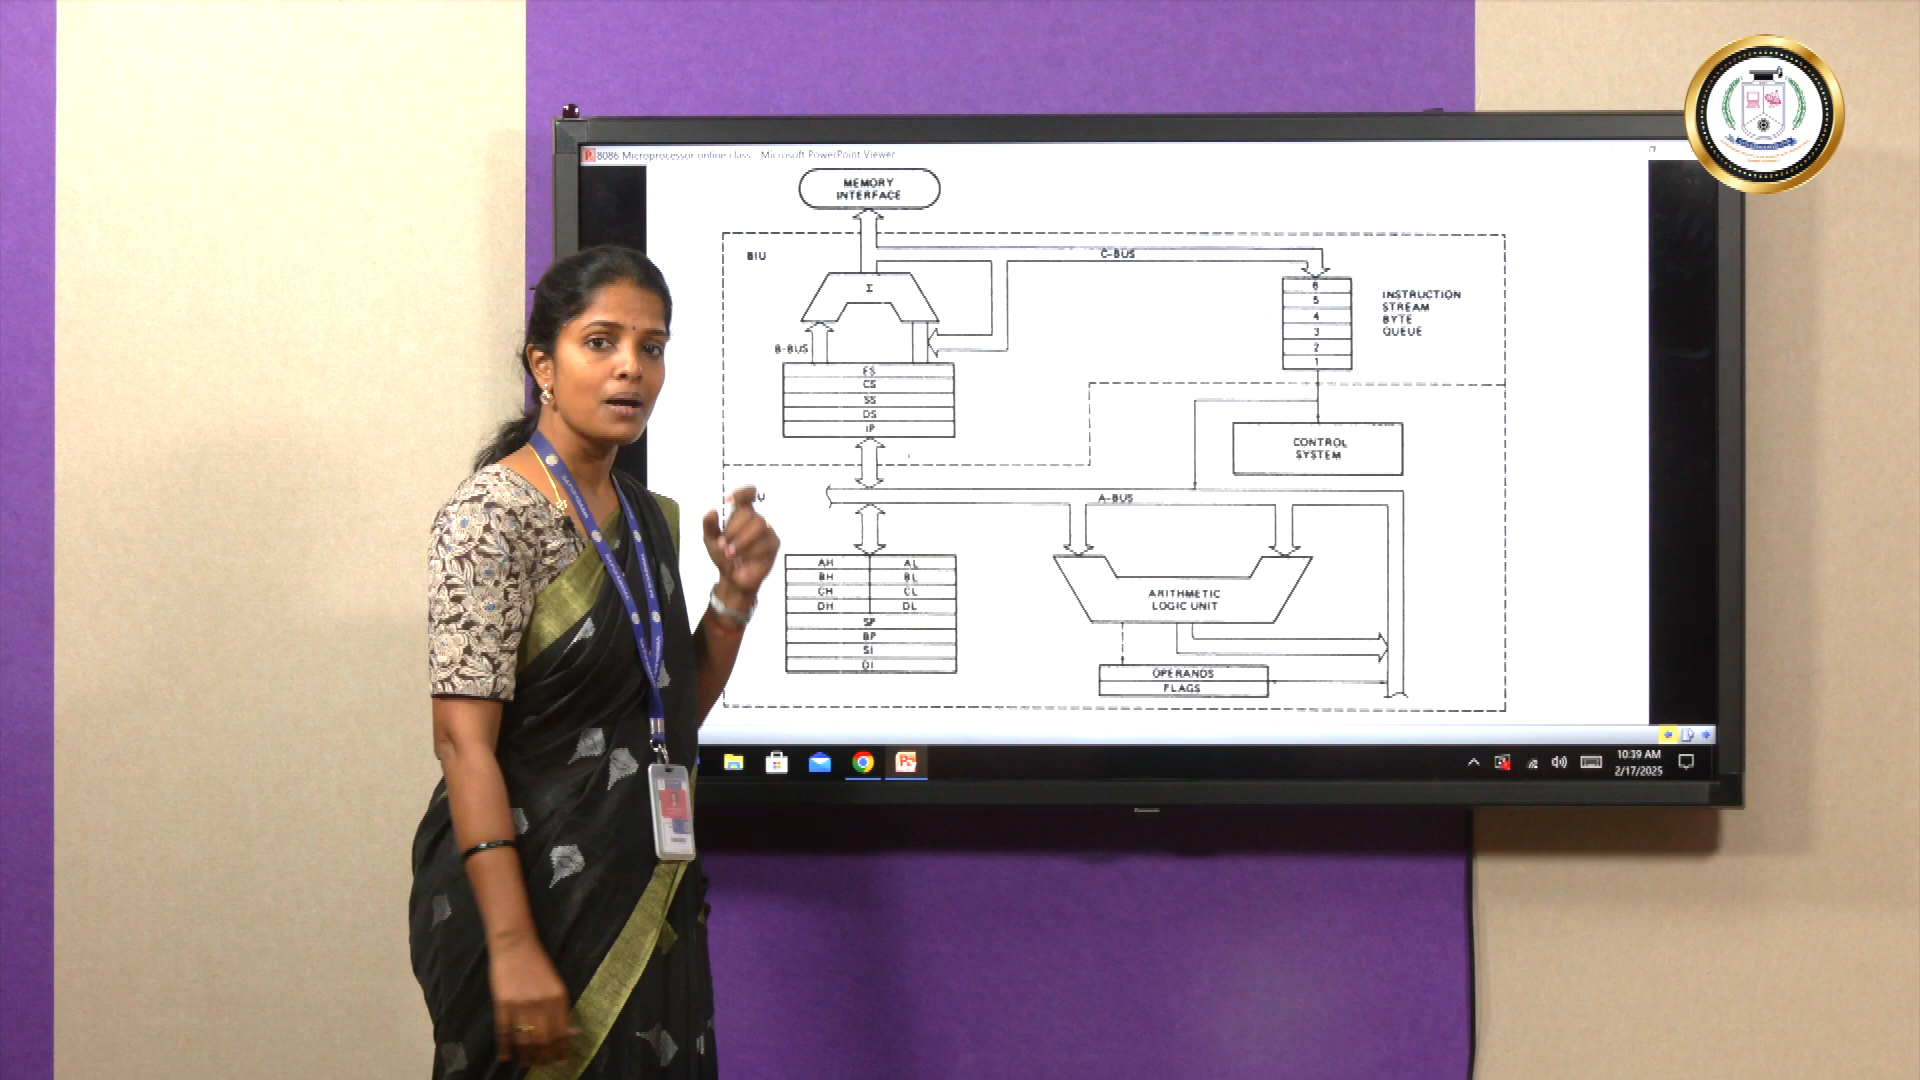 8086 Microprocessor online class - Microsoft PowerPoint Viewer
MEMORY
INTERFACE
BIU
C-BUS
Σ
B-BUS
6
5
4
3
2
1
INSTRUCTION
STREAM
BYTE
QUEUE
ES
CS
SS
DS
IP
CONTROL
SYSTEM
A-BUS
AH AL
BH BL
CH CL
DH DL
SP
BP
SI
DI
ARITHMETIC
LOGIC UNIT
OPERANDS
FLAGS
10:39 AM
2/17/2025